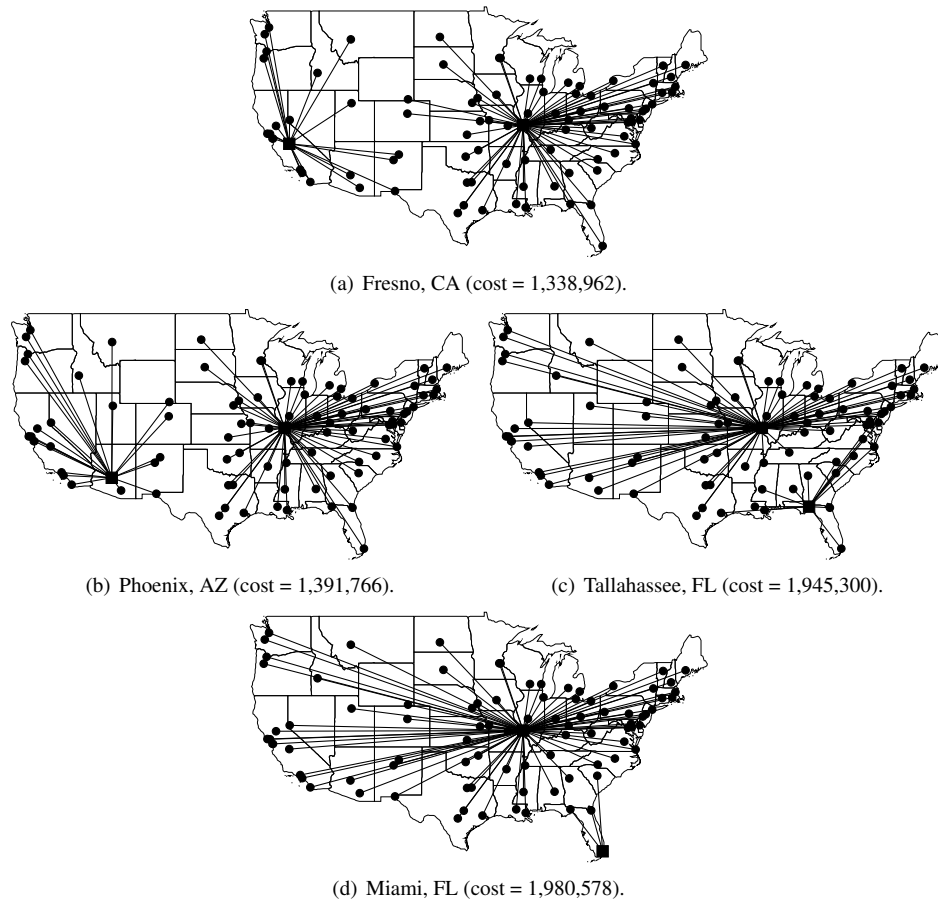 (a) Fresno, CA (cost = 1,338,962).
(b) Phoenix, AZ (cost = 1,391,766).
(c) Tallahassee, FL (cost = 1,945,300).
(d) Miami, FL (cost = 1,980,578).